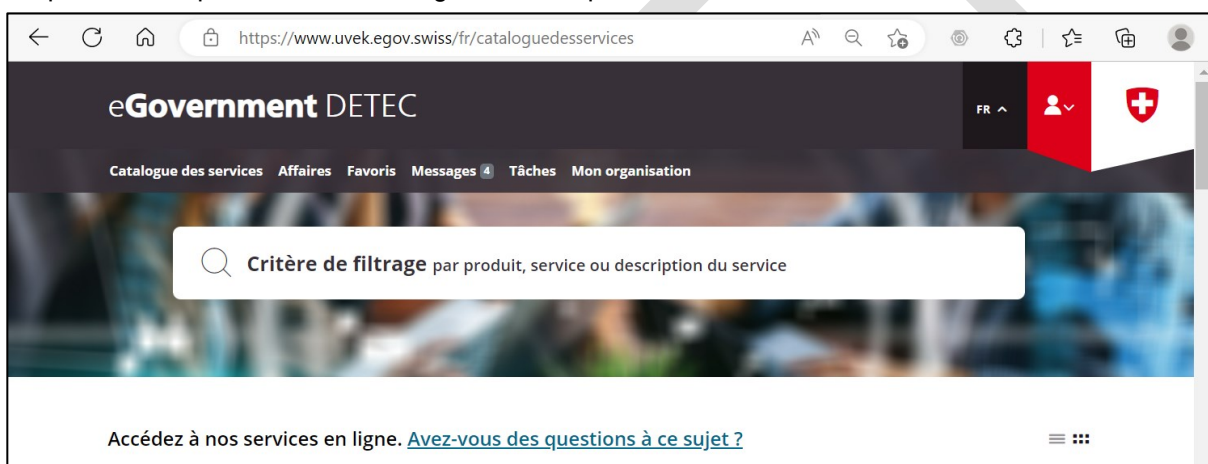 https://www.uvek.egov.swiss/fr/cataloguedesservices
eGovernment DETEC
FR
Catalogue des services Affaires Favoris Messages 4 Tâches Mon organisation
Critère de filtrage par produit, service ou description du service
Accédez à nos services en ligne. Avez-vous des questions à ce sujet ?